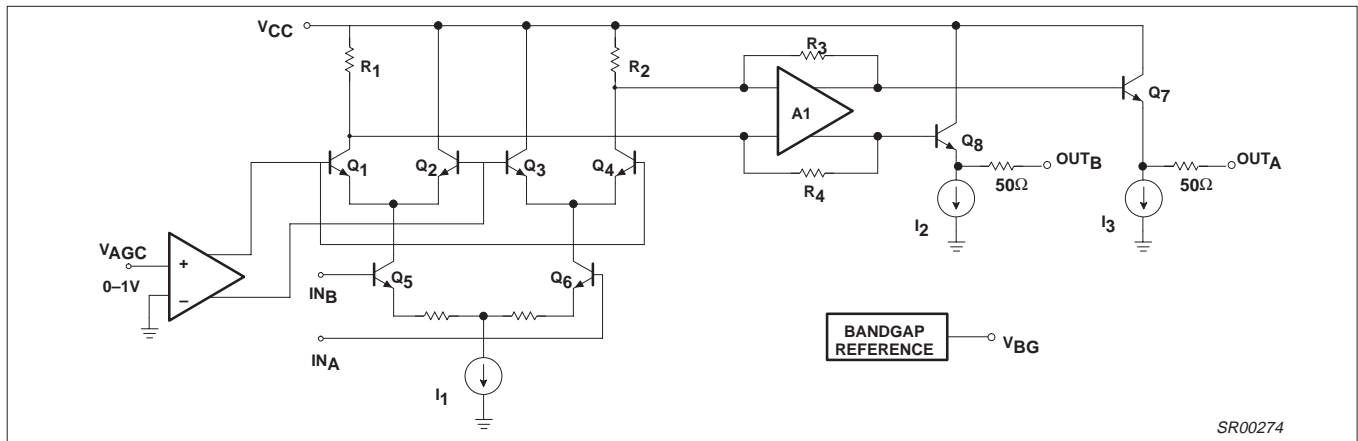 VCC
R1
R2
R3
A1
Q7
Q8
Q1
Q2
Q3
Q4
R4
OUTB
OUTA
50Ω
50Ω
I2
I3
VAGC
0–1V
+
–
Q5
Q6
INB
INA
I1
BANDGAP
REFERENCE
VBG
SR00274